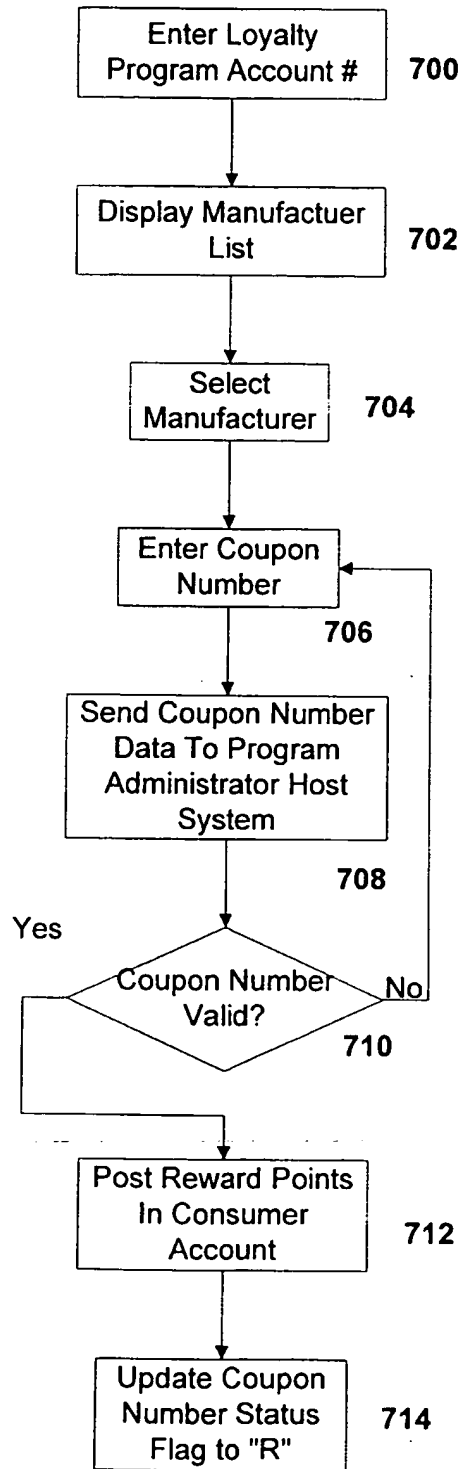 Enter Loyalty
Program Account #
700
Display Manufactuer
List
702
Select
Manufacturer
704
Enter Coupon
Number
706
Send Coupon Number
Data To Program
Administrator Host
System
708
Yes
Coupon Number
Valid?
No
710
Post Reward Points
In Consumer
Account
712
Update Coupon
Number Status
Flag to "R"
714